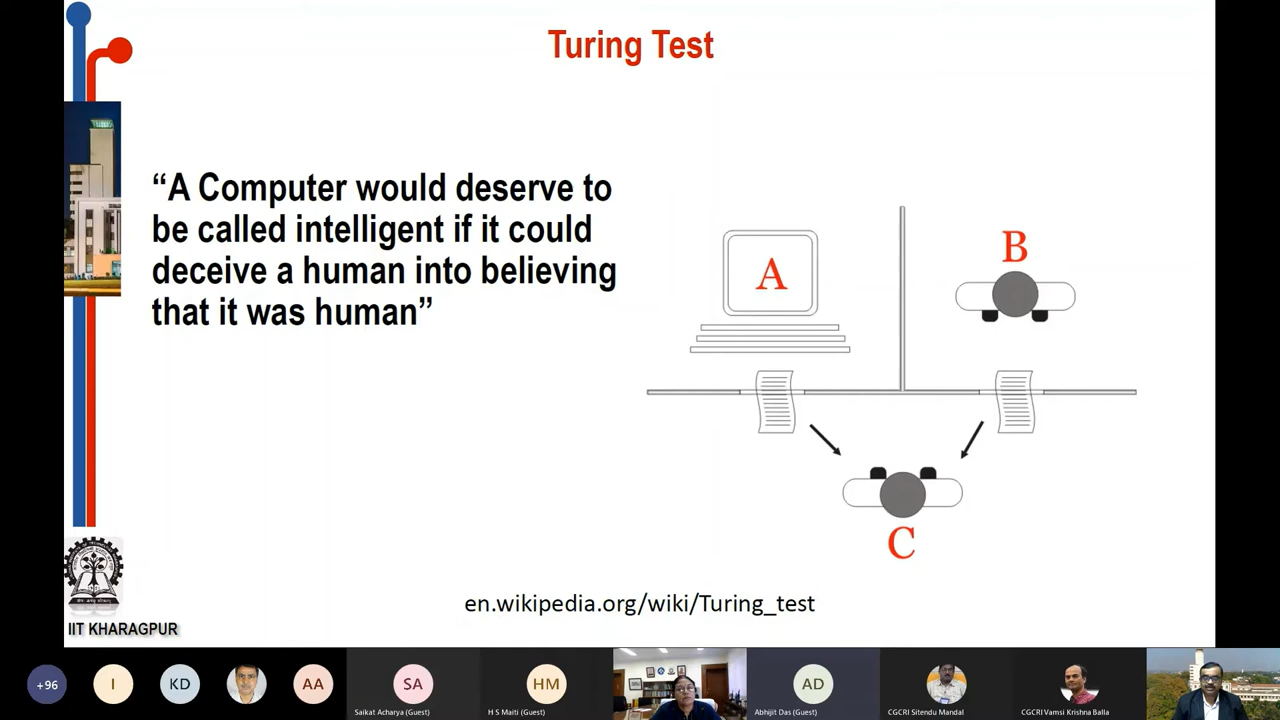 Turing Test
“A Computer would deserve to
be called intelligent if it could
deceive a human into believing
that it was human”
A
B
C
en.wikipedia.org/wiki/Turing_test
IIT KHARAGPUR
+96
I
KD
AA
SA
Saikat Acharya (Guest)
HM
H S Maiti (Guest)
AD
Abhijit Das (Guest)
CGCRI Sitendu Mandal
CGCRI Vamsi Krishna Balla